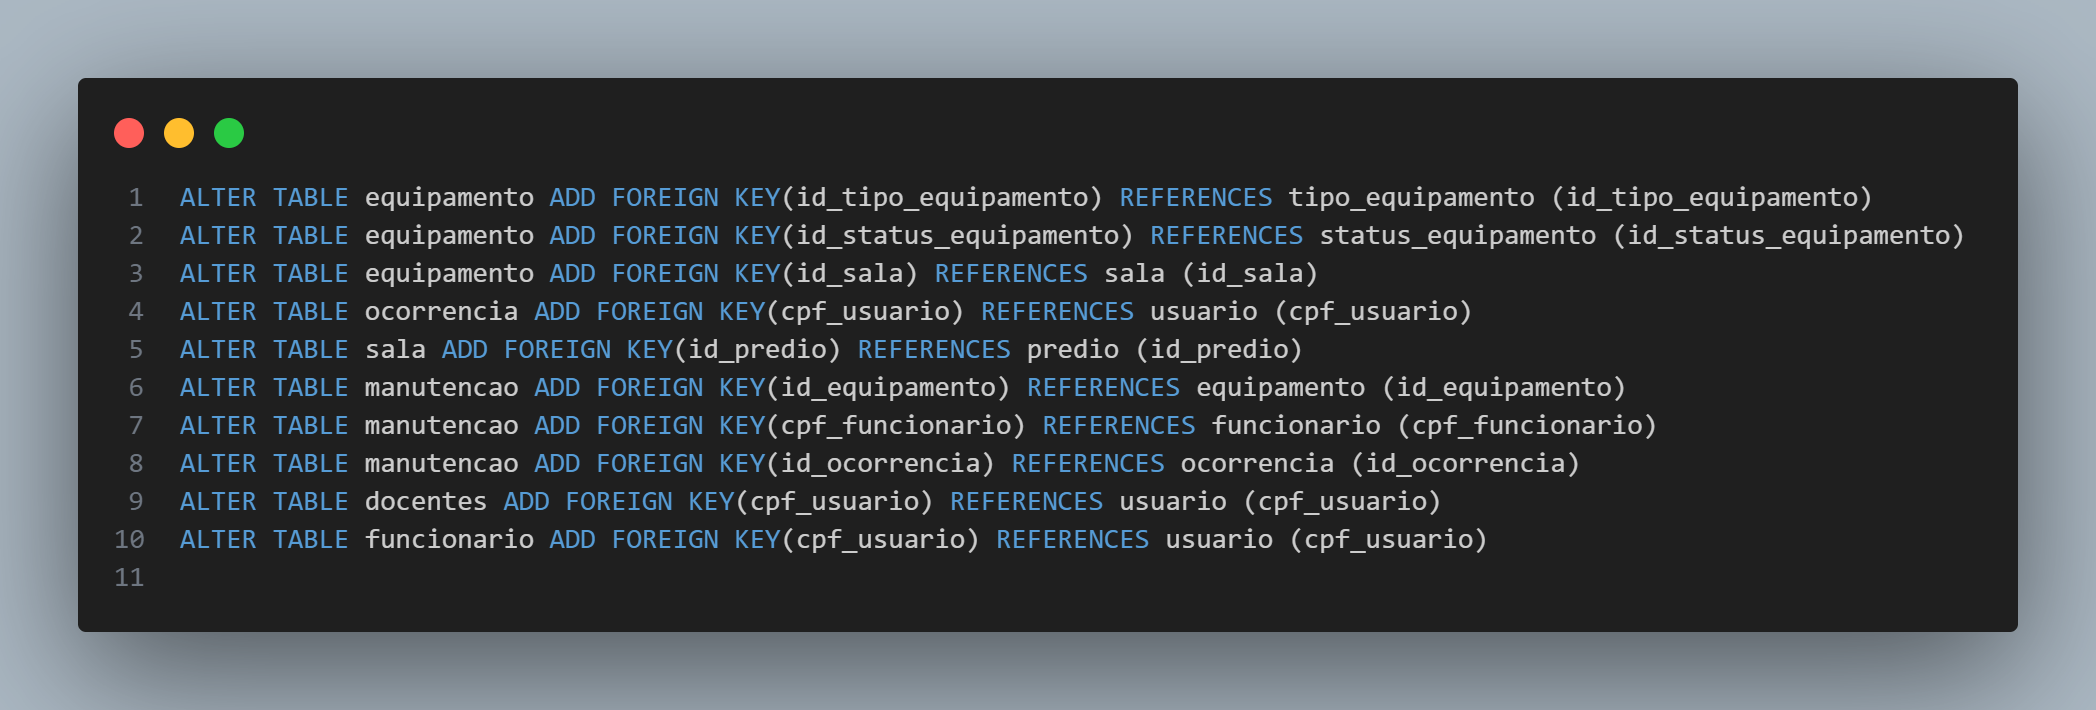 1 ALTER TABLE equipamento ADD FOREIGN KEY(id_tipo_equipamento) REFERENCES tipo_equipamento (id_tipo_equipamento)
2 ALTER TABLE equipamento ADD FOREIGN KEY(id_status_equipamento) REFERENCES status_equipamento (id_status_equipamento)
3 ALTER TABLE equipamento ADD FOREIGN KEY(id_sala) REFERENCES sala (id_sala)
4 ALTER TABLE ocorrencia ADD FOREIGN KEY(cpf_usuario) REFERENCES usuario (cpf_usuario)
5 ALTER TABLE sala ADD FOREIGN KEY(id_predio) REFERENCES predio (id_predio)
6 ALTER TABLE manutencao ADD FOREIGN KEY(id_equipamento) REFERENCES equipamento (id_equipamento)
7 ALTER TABLE manutencao ADD FOREIGN KEY(cpf_funcionario) REFERENCES funcionario (cpf_funcionario)
8 ALTER TABLE manutencao ADD FOREIGN KEY(id_ocorrencia) REFERENCES ocorrencia (id_ocorrencia)
9 ALTER TABLE docentes ADD FOREIGN KEY(cpf_usuario) REFERENCES usuario (cpf_usuario)
10 ALTER TABLE funcionario ADD FOREIGN KEY(cpf_usuario) REFERENCES usuario (cpf_usuario)
11